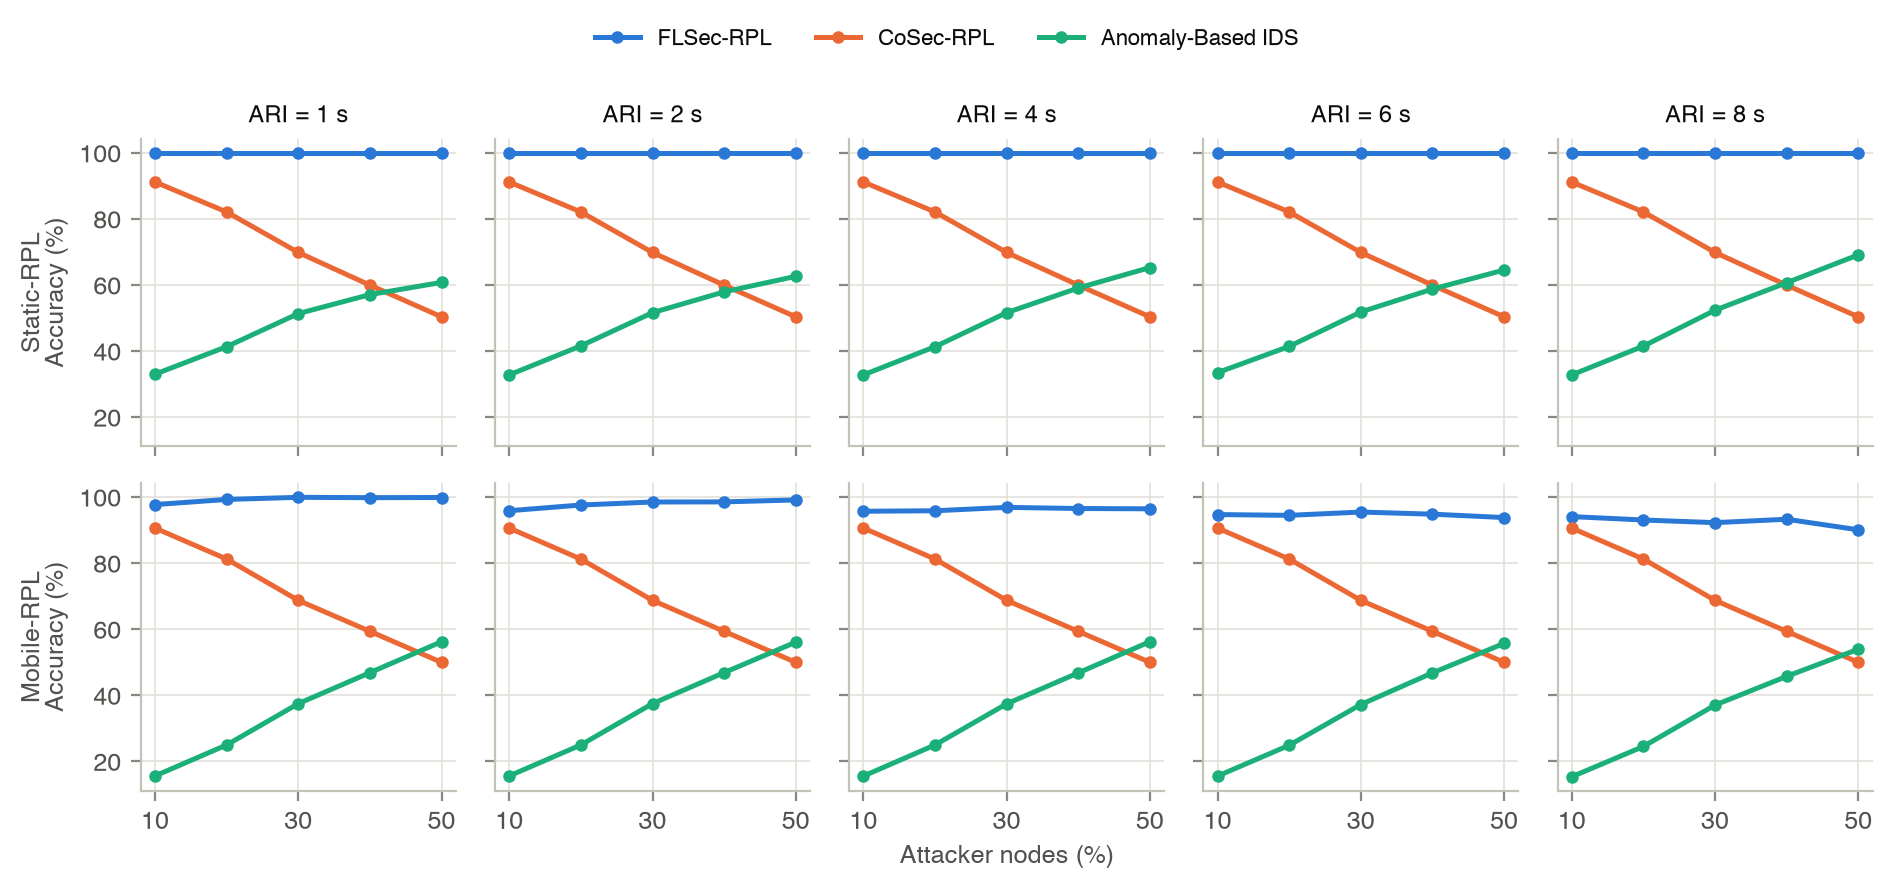 FLSec-RPL CoSec-RPL Anomaly-Based IDS
ARI = 1 s ARI = 2 s ARI = 4 s ARI = 6 s ARI = 8 s
Static-RPL
Accuracy (%)
100
80
60
40
20
Mobile-RPL
Accuracy (%)
100
80
60
40
20
10 30 50 10 30 50 10 30 50 10 30 50 10 30 50
Attacker nodes (%)